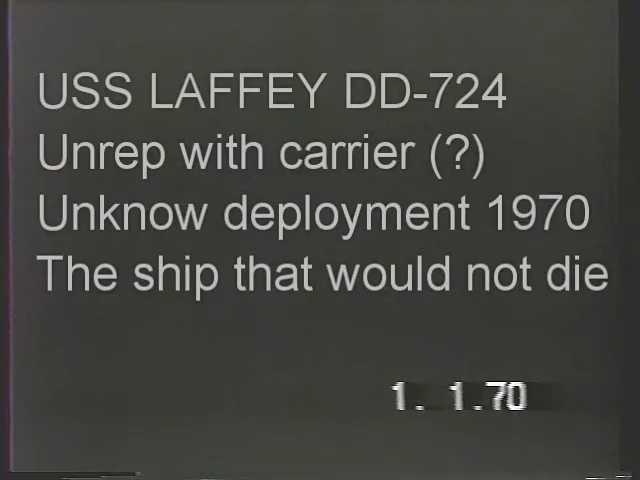 USS LAFFEY DD-724
Unrep with carrier (?)
Unknow deployment 1970
The ship that would not die
1. 1.70